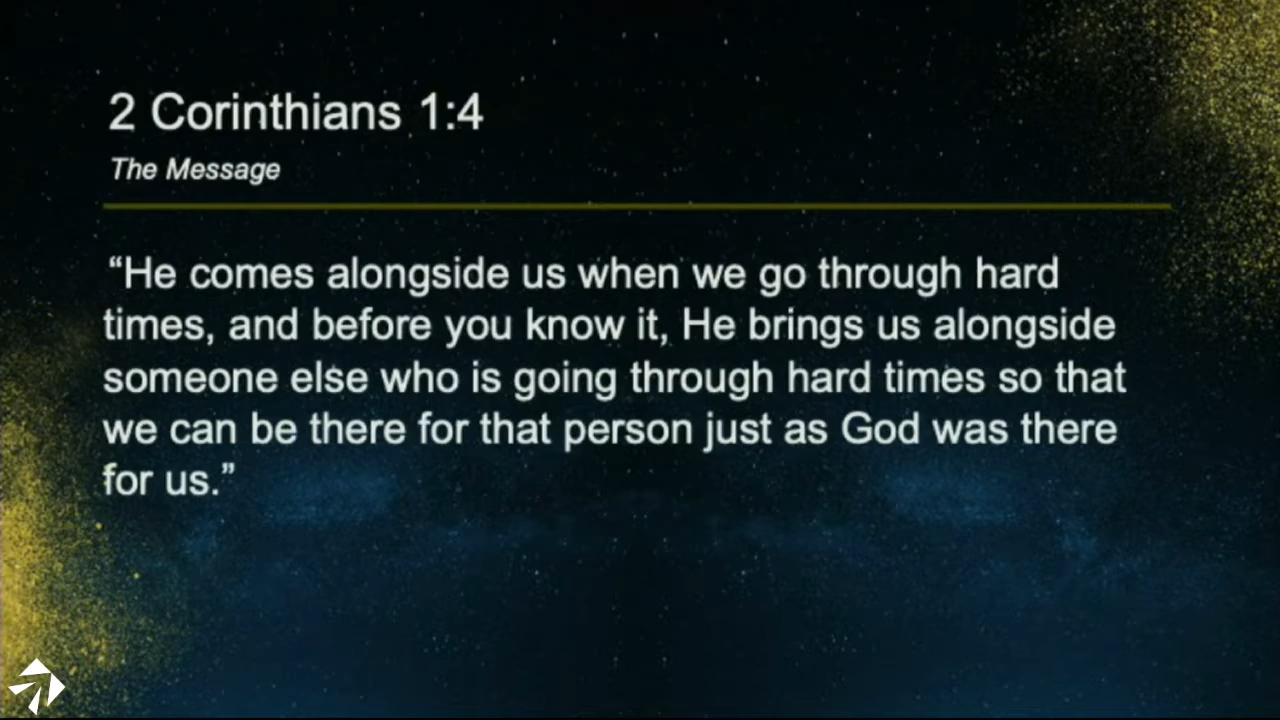 2 Corinthians 1:4
The Message
“He comes alongside us when we go through hard
times, and before you know it, He brings us alongside
someone else who is going through hard times so that
we can be there for that person just as God was there
for us.”